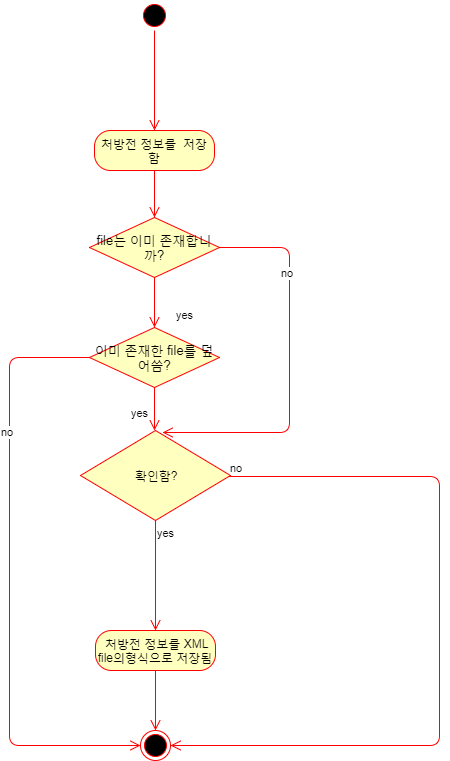 처방전 정보를 저장
함
file는 이미 존재합니
까?
no
yes
이미 존재한 file를 덮
어씀?
yes
no
확인함?
no
yes
처방전 정보를 XML
file의형식으로 저장됨